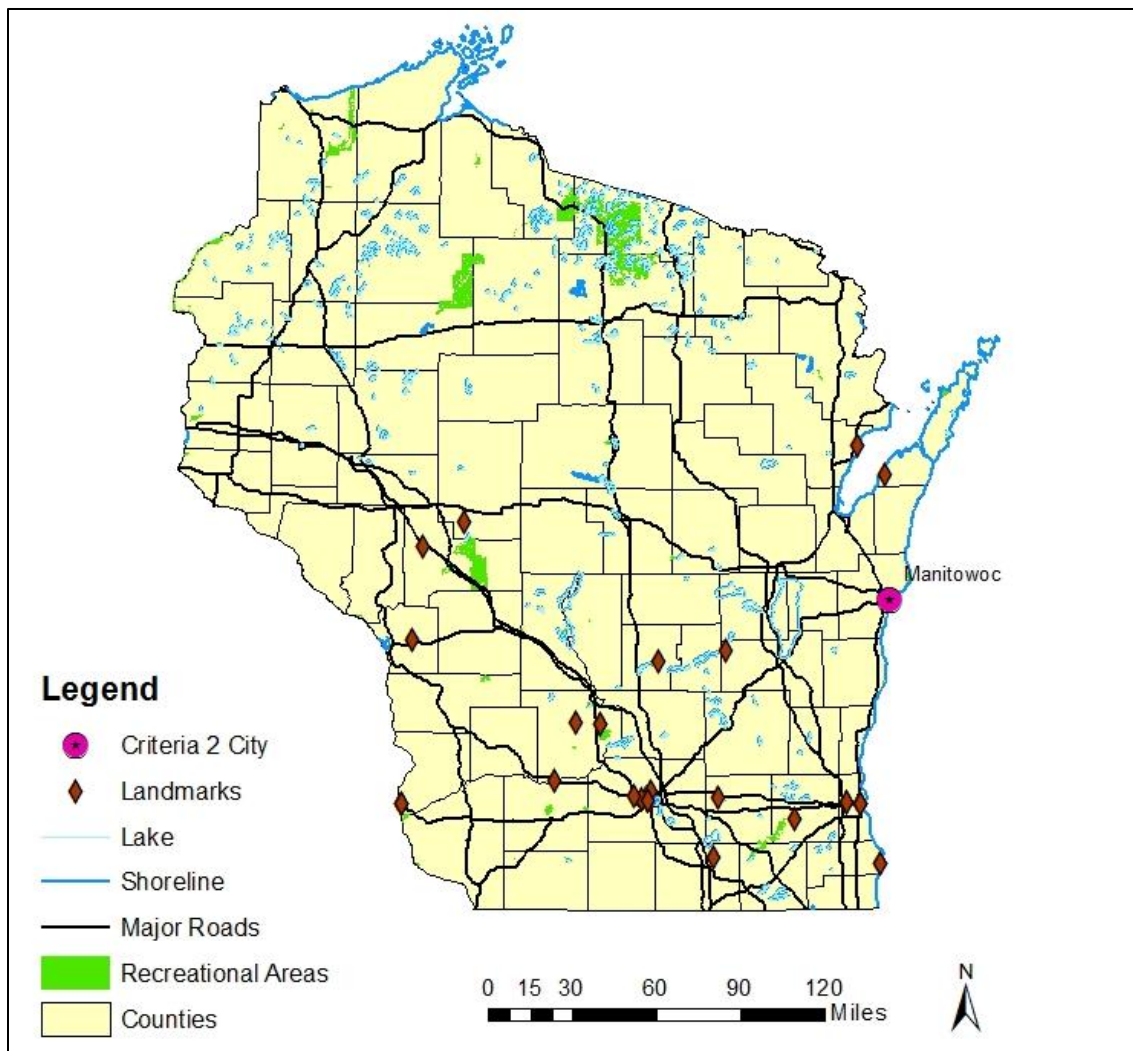 Manitowoc
Legend
Criteria 2 City
Landmarks
Lake
Shoreline
Major Roads
Recreational Areas
Counties
0 15 30 60 90 120
Miles
N